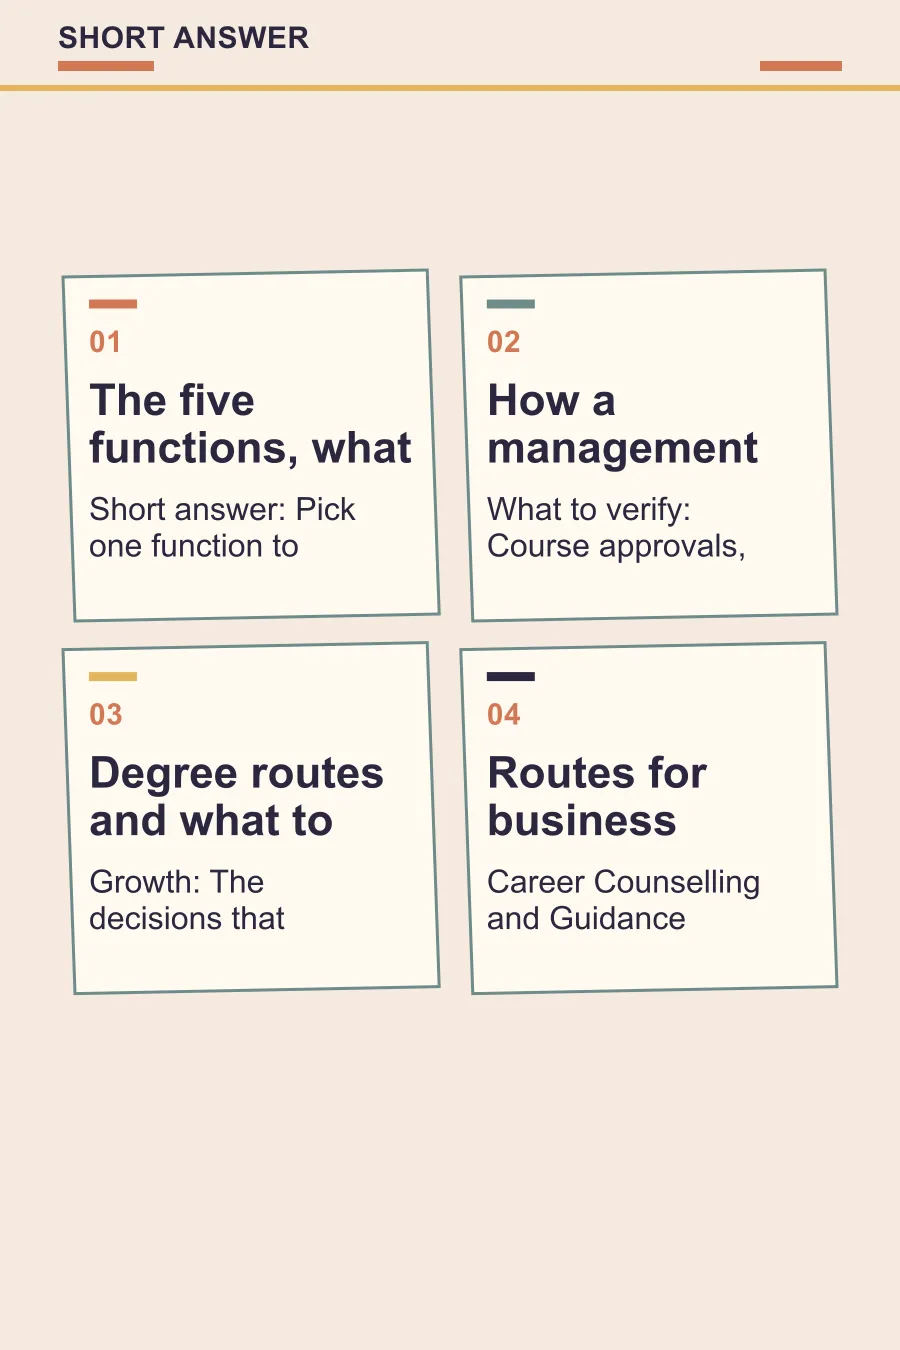 SHORT ANSWER
01
The five
functions, what
Short answer: Pick
one function to
02
How a
management
What to verify:
Course approvals,
03
Degree routes
and what to
Growth: The
decisions that
04
Routes for
business
Career Counselling
and Guidance